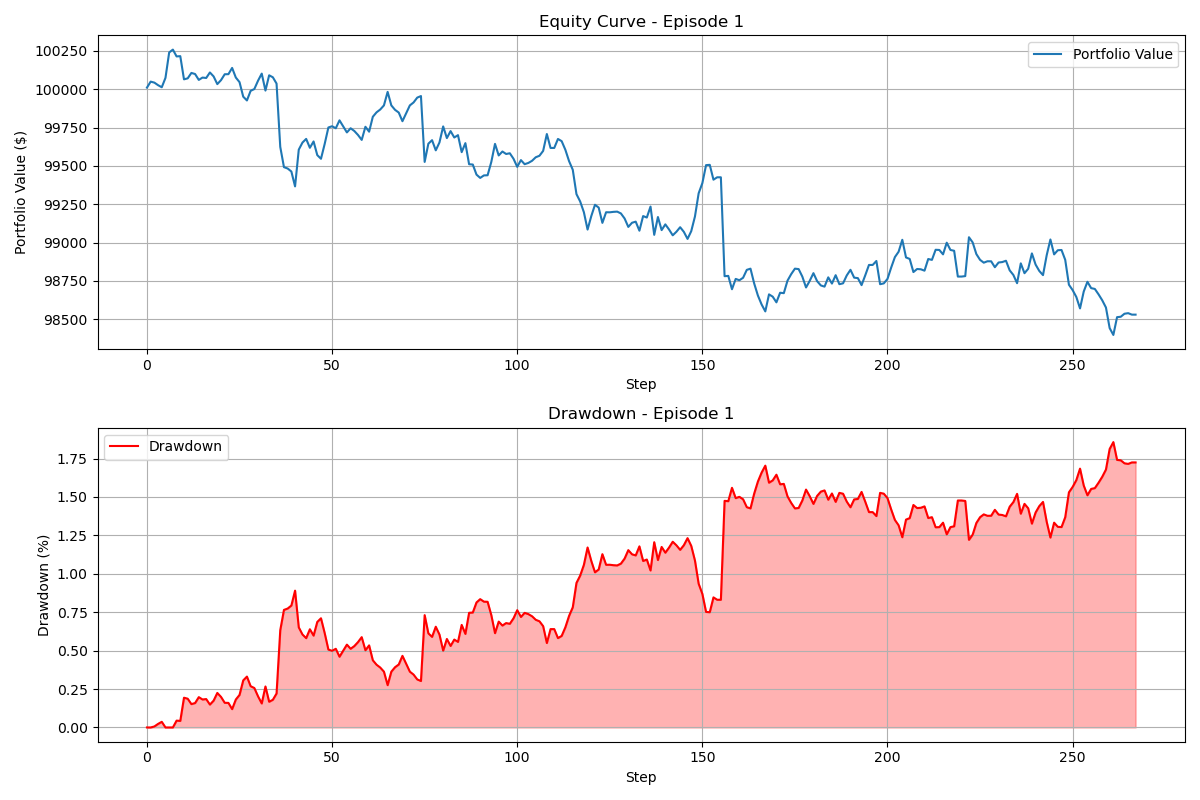 Equity Curve - Episode 1
Portfolio Value ($)
100250
100000
99750
99500
99250
99000
98750
98500
Portfolio Value
0 50 100 150 200 250
Step
Drawdown - Episode 1
Drawdown (%)
1.75
1.50
1.25
1.00
0.75
0.50
0.25
0.00
Drawdown
0 50 100 150 200 250
Step